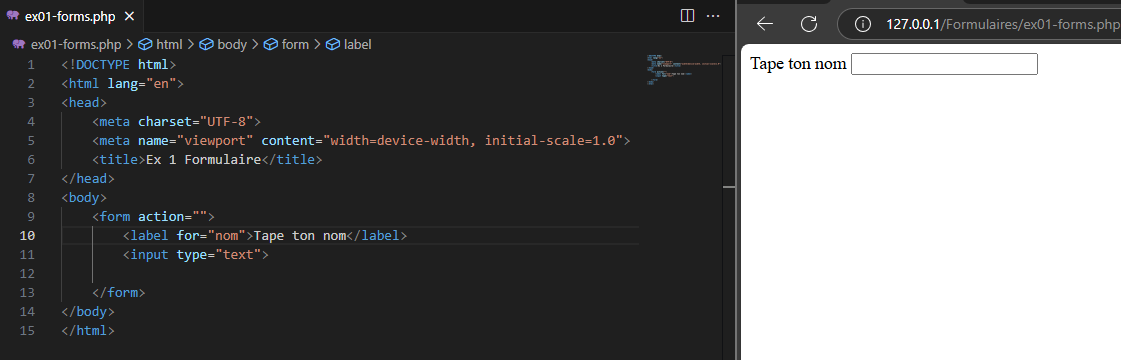 ex01-forms.php
ex01-forms.php > html > body > form > label
1 <!DOCTYPE html>
2 <html lang="en">
3 <head>
4     <meta charset="UTF-8">
5     <meta name="viewport" content="width=device-width, initial-scale=1.0">
6     <title>Ex 1 Formulaire</title>
7 </head>
8 <body>
9     <form action="">
10         <label for="nom">Tape ton nom</label>
11         <input type="text">
12
13     </form>
14 </body>
15 </html>
127.0.0.1/Formulaires/ex01-forms.php
Tape ton nom